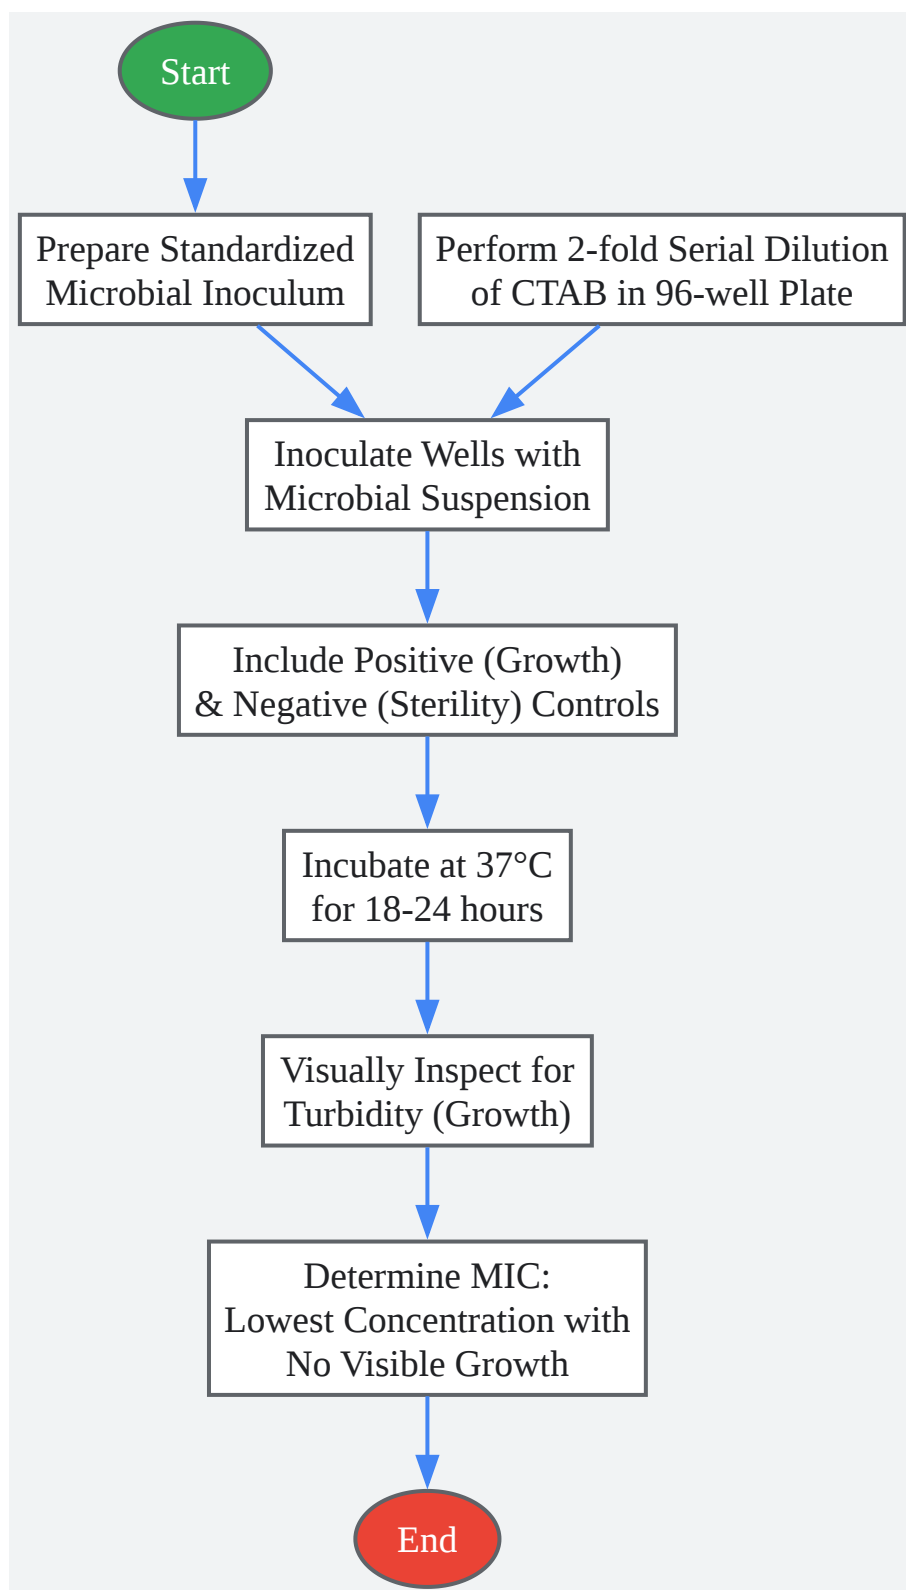 Start
Prepare Standardized
Microbial Inoculum
Perform 2-fold Serial Dilution
of CTAB in 96-well Plate
Inoculate Wells with
Microbial Suspension
Include Positive (Growth)
& Negative (Sterility) Controls
Incubate at 37°C
for 18-24 hours
Visually Inspect for
Turbidity (Growth)
Determine MIC:
Lowest Concentration with
No Visible Growth
End